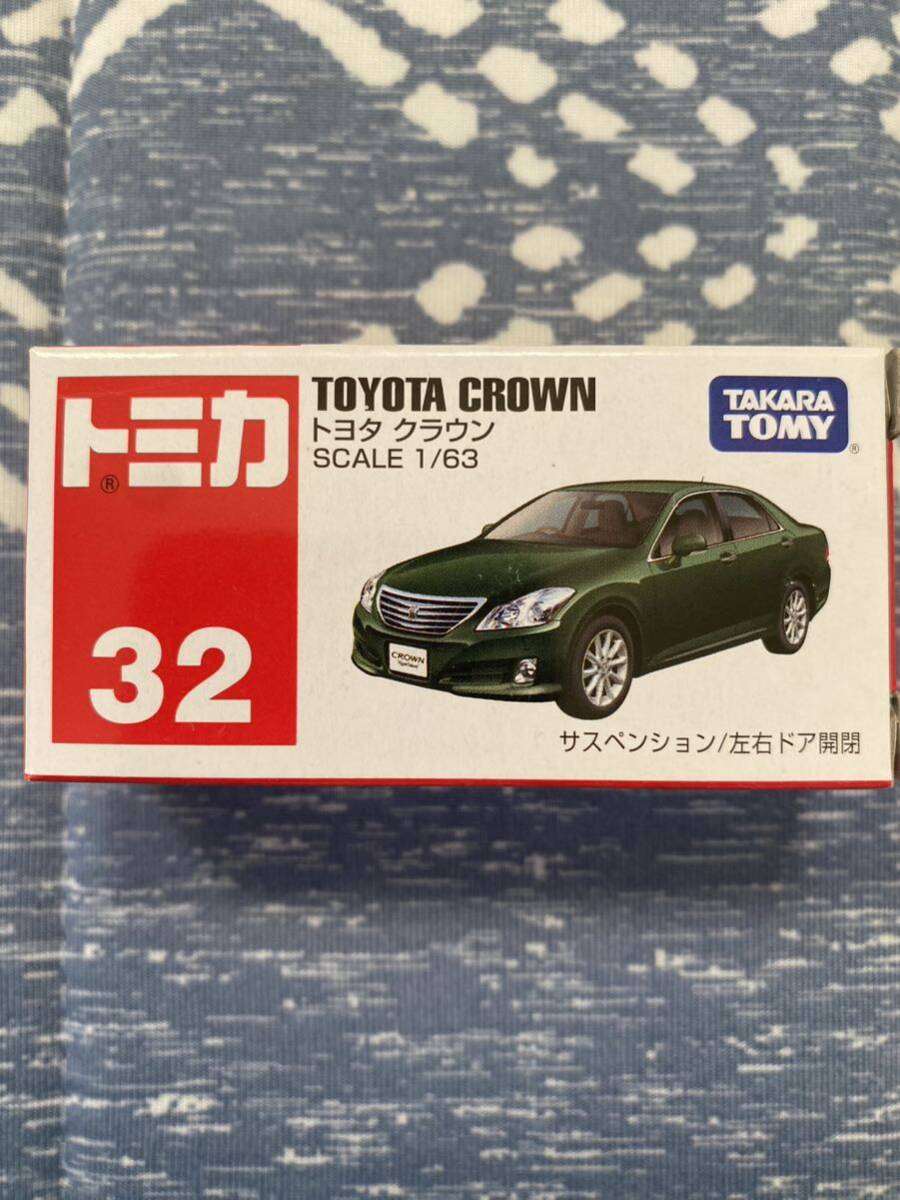 トミカ
®
32
TOYOTA CROWN
トヨタ クラウン
SCALE 1/63
TAKARA
TOMY
®
CROWN
サスペンション/左右ドア開閉